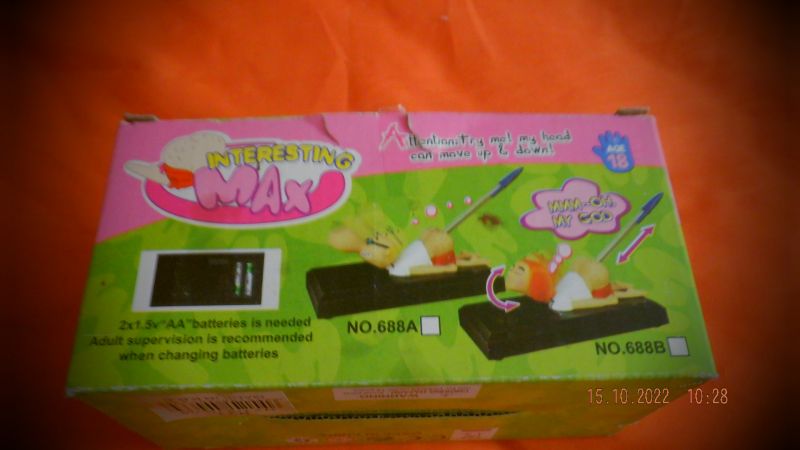 INTERESTING
MAX
Attention:Try me! my head
can move up & down!
AGE
18
MMM-OH
MY GOD
2x1.5v"AA"batteries is needed
Adult supervision is recommended
when changing batteries
NO.688A
NO.688B
WARNING
15.10.2022 10:28